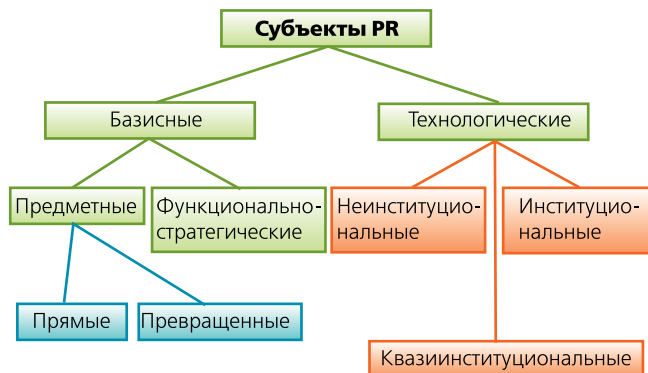 Субъекты PR
Базисные
Технологические
Предметные
Функционально-
стратегические
Неинституцио-
нальные
Институцио-
нальные
Прямые
Превращенные
Квазиинституциональные